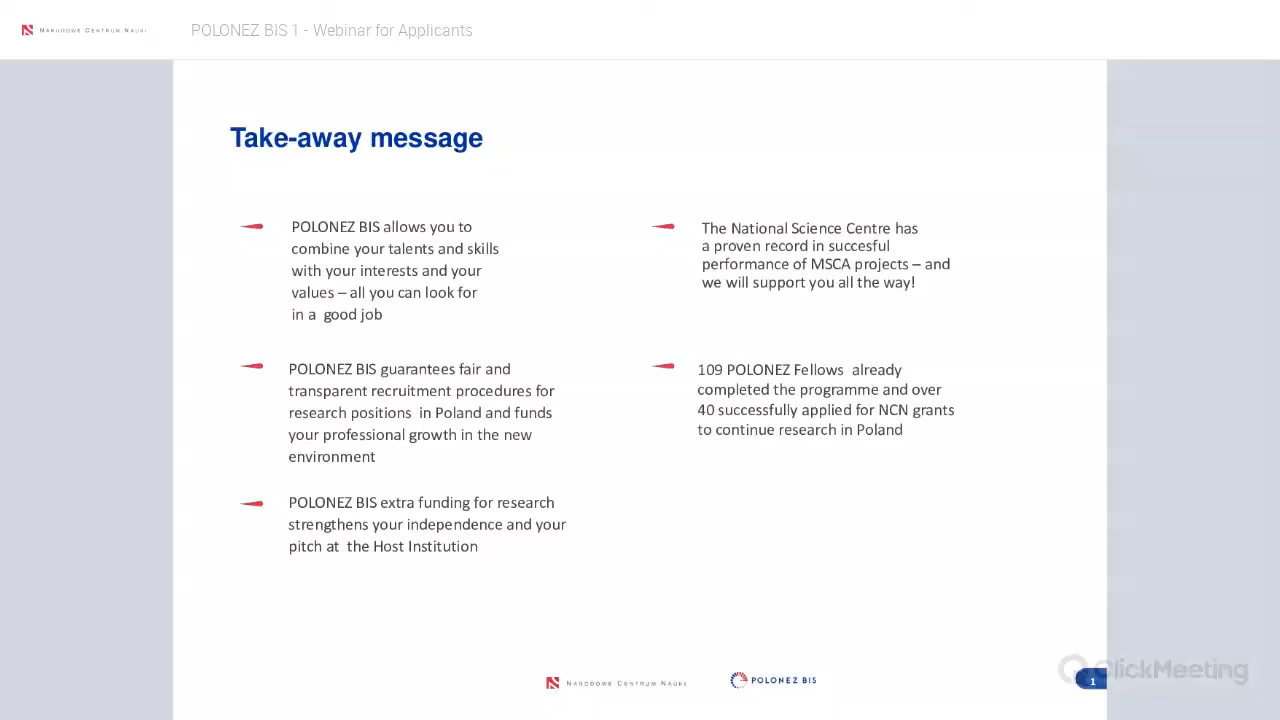 NARODOWE CENTRUM NAUKI
POLONEZ BIS 1 - Webinar for Applicants
Take-away message
POLONEZ BIS allows you to
combine your talents and skills
with your interests and your
values – all you can look for
in a good job
POLONEZ BIS guarantees fair and
transparent recruitment procedures for
research positions in Poland and funds
your professional growth in the new
environment
POLONEZ BIS extra funding for research
strengthens your independence and your
pitch at the Host Institution
The National Science Centre has
a proven record in succesful
performance of MSCA projects – and
we will support you all the way!
109 POLONEZ Fellows already
completed the programme and over
40 successfully applied for NCN grants
to continue research in Poland
NARODOWE CENTRUM NAUKI
POLONEZ BIS
ClickMeeting
1